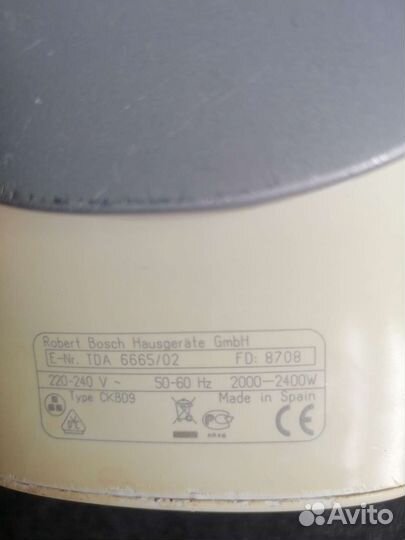 Robert Bosch Hausgeräte GmbH
E-Nr. TDA 6665/02 FD: 8708
220-240 V ~ 50-60 Hz 2000-2400W
Type CKB09 Made in Spain
CE
Avito